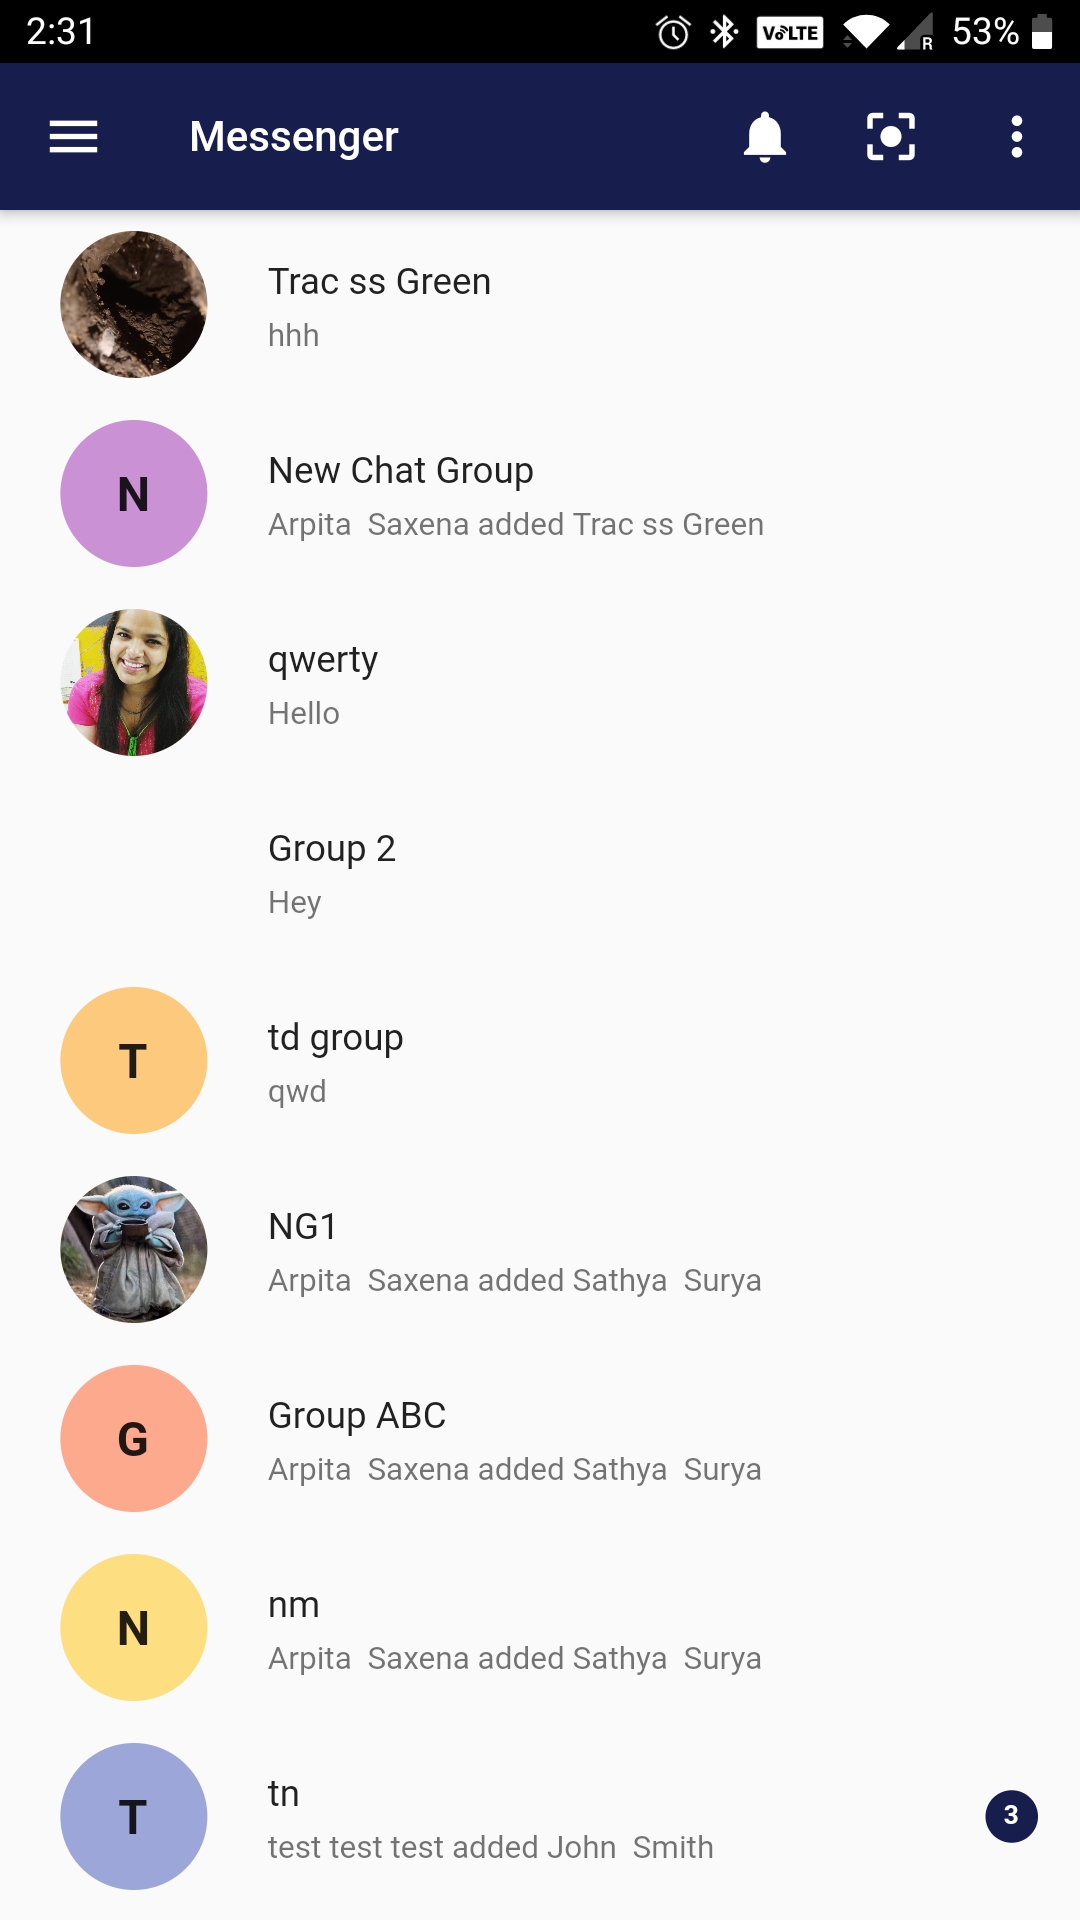 2:31 VoLTE R 53%
Messenger
Trac ss Green
hhh
N
New Chat Group
Arpita  Saxena added Trac ss Green
qwerty
Hello
Group 2
Hey
T
td group
qwd
NG1
Arpita  Saxena added Sathya  Surya
G
Group ABC
Arpita  Saxena added Sathya  Surya
N
nm
Arpita  Saxena added Sathya  Surya
T
tn
test test test added John  Smith
3